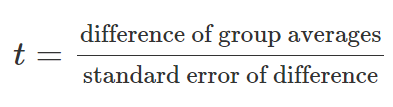 t = difference of group averages
standard error of difference